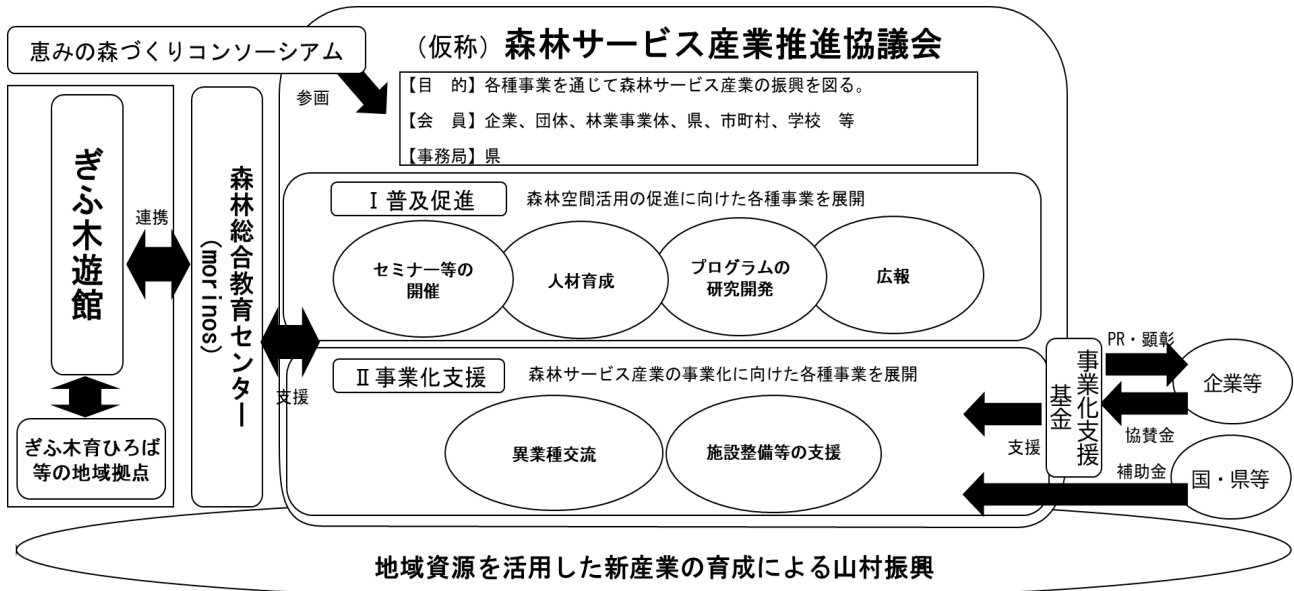 恵みの森づくりコンソーシアム
（仮称）森林サービス産業推進協議会
参画
【目　的】各種事業を通じて森林サービス産業の振興を図る。
【会　員】企業、団体、林業事業体、県、市町村、学校　等
【事務局】県
ぎふ木遊館
連携
森林総合教育センター
(morinos)
ぎふ木育ひろば
等の地域拠点
支援
Ⅰ普及促進
森林空間活用の促進に向けた各種事業を展開
セミナー等の
開催
人材育成
プログラムの
研究開発
広報
Ⅱ事業化支援
森林サービス産業の事業化に向けた各種事業を展開
異業種交流
施設整備等の支援
支援
事業化支援
基金
PR・顕彰
企業等
協賛金
補助金
国・県等
地域資源を活用した新産業の育成による山村振興